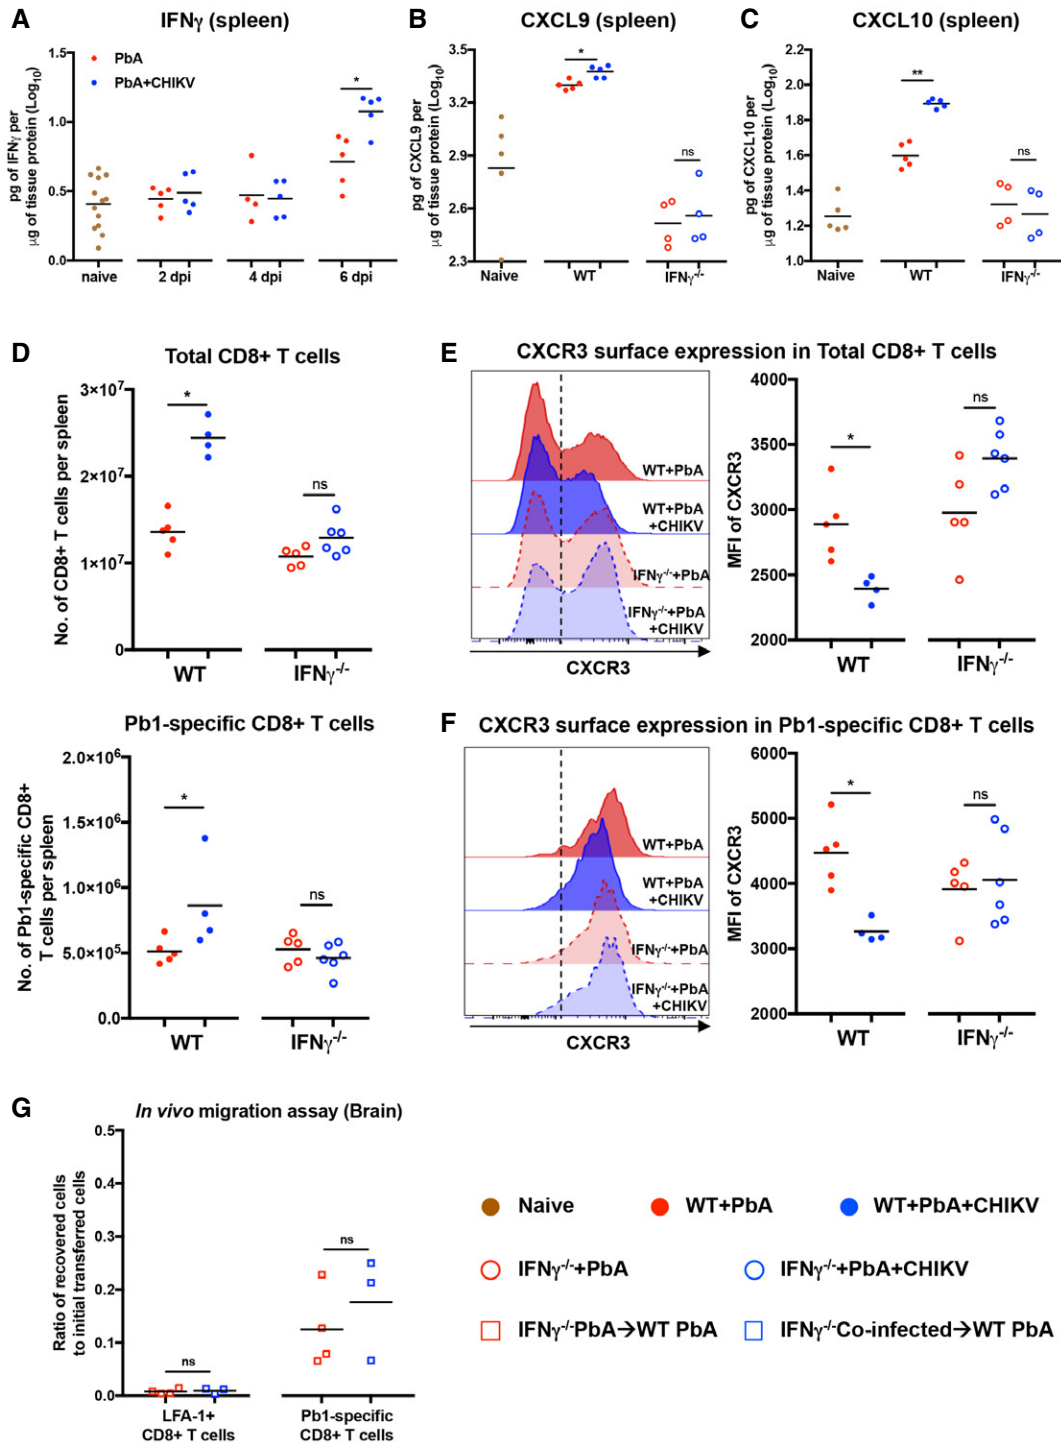 A
IFNγ (spleen)
pg of IFNγ per
µg of tissue protein (Log10)
1.5
1.0
0.5
0.0
PbA
PbA+CHIKV
*
naive
2 dpi
4 dpi
6 dpi
B
CXCL9 (spleen)
pg of CXCL9 per
µg of tissue protein (Log10)
3.5
3.2
2.9
2.6
2.3
*
ns
Naive
WT
IFNγ-/-
C
CXCL10 (spleen)
pg of CXCL10 per
µg of tissue protein (Log10)
2.2
2.0
1.8
1.6
1.4
1.2
1.0
**
ns
Naive
WT
IFNγ-/-
D
Total CD8+ T cells
No. of CD8+ T cells per spleen
3×10^7
2×10^7
1×10^7
0
*
ns
WT
IFNγ-/-
Pb1-specific CD8+ T cells
No. of Pb1-specific CD8+
T cells per spleen
2.0×10^6
1.5×10^6
1.0×10^6
5.0×10^5
0.0
*
ns
WT
IFNγ-/-
E
CXCR3 surface expression in Total CD8+ T cells
WT+PbA
WT+PbA
+CHIKV
IFNγ-/-+PbA
IFNγ-/-+PbA
+CHIKV
CXCR3
MFI of CXCR3
4000
3500
3000
2500
2000
*
ns
WT
IFNγ-/-
F
CXCR3 surface expression in Pb1-specific CD8+ T cells
WT+PbA
WT+PbA
+CHIKV
IFNγ-/-+PbA
IFNγ-/-+PbA
+CHIKV
CXCR3
MFI of CXCR3
6000
5000
4000
3000
2000
*
ns
WT
IFNγ-/-
G
In vivo migration assay (Brain)
Ratio of recovered cells
to initial transferred cells
0.5
0.4
0.3
0.2
0.1
0.0
ns
ns
LFA-1+
CD8+ T cells
Pb1-specific
CD8+ T cells
Naive
WT+PbA
WT+PbA+CHIKV
IFNγ-/-+PbA
IFNγ-/-+PbA+CHIKV
IFNγ-/-PbA→WT PbA
IFNγ-/-Co-infected→WT PbA